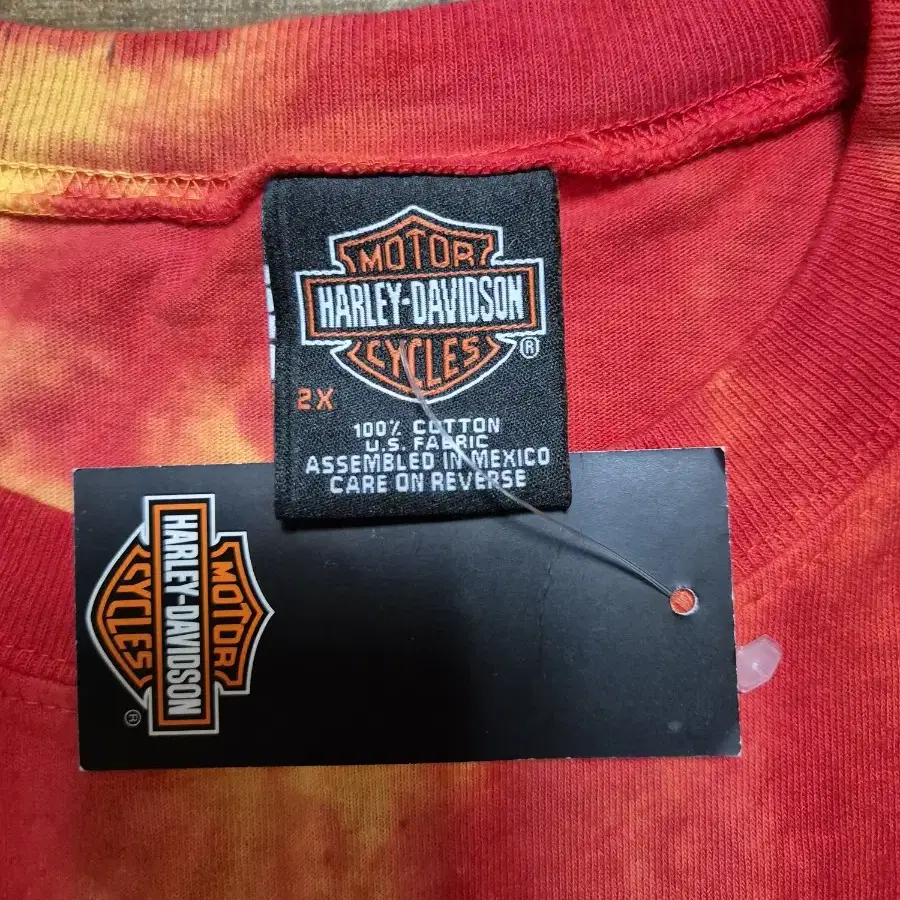 MOTOR
HARLEY-DAVIDSON
CYCLES
®
2X
100% COTTON
U.S. FABRIC
ASSEMBLED IN MEXICO
CARE ON REVERSE
MOTOR
HARLEY-DAVIDSON
CYCLES
®